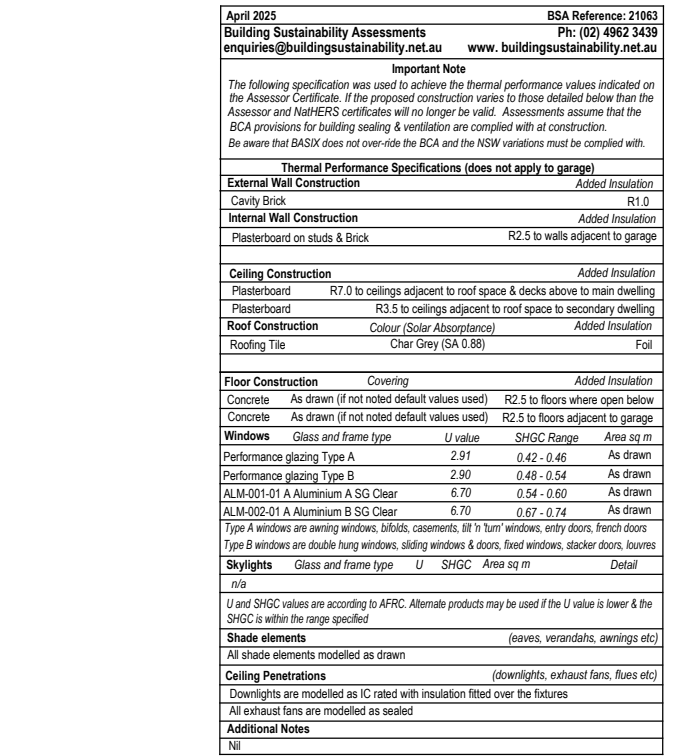 April 2025 BSA Reference: 21063
Building Sustainability Assessments Ph: (02) 4962 3439
enquiries@buildingsustainability.net.au www. buildingsustainability.net.au
Important Note
The following specification was used to achieve the thermal performance values indicated on
the Assessor Certificate. If the proposed construction varies to those detailed below than the
Assessor and NatHERS certificates will no longer be valid. Assessments assume that the
BCA provisions for building sealing & ventilation are complied with at construction.
Be aware that BASIX does not over-ride the BCA and the NSW variations must be complied with.
Thermal Performance Specifications (does not apply to garage)
External Wall Construction Added Insulation
Cavity Brick R1.0
Internal Wall Construction Added Insulation
Plasterboard on studs & Brick R2.5 to walls adjacent to garage
Ceiling Construction Added Insulation
Plasterboard R7.0 to ceilings adjacent to roof space & decks above to main dwelling
Plasterboard R3.5 to ceilings adjacent to roof space to secondary dwelling
Roof Construction Colour (Solar Absorptance) Added Insulation
Roofing Tile Char Grey (SA 0.88) Foil
Floor Construction Covering Added Insulation
Concrete As drawn (if not noted default values used) R2.5 to floors where open below
Concrete As drawn (if not noted default values used) R2.5 to floors adjacent to garage
Windows Glass and frame type U value SHGC Range Area sq m
Performance glazing Type A 2.91 0.42 - 0.46 As drawn
Performance glazing Type B 2.90 0.48 - 0.54 As drawn
ALM-001-01 A Aluminium A SG Clear 6.70 0.54 - 0.60 As drawn
ALM-002-01 A Aluminium B SG Clear 6.70 0.67 - 0.74 As drawn
Type A windows are awning windows, bifolds, casements, tilt 'n 'turn' windows, entry doors, french doors
Type B windows are double hung windows, sliding windows & doors, fixed windows, stacker doors, louvres
Skylights Glass and frame type U SHGC Area sq m Detail
n/a
U and SHGC values are according to AFRC. Alternate products may be used if the U value is lower & the
SHGC is within the range specified
Shade elements (eaves, verandahs, awnings etc)
All shade elements modelled as drawn
Ceiling Penetrations (downlights, exhaust fans, flues etc)
Downlights are modelled as IC rated with insulation fitted over the fixtures
All exhaust fans are modelled as sealed
Additional Notes
Nil